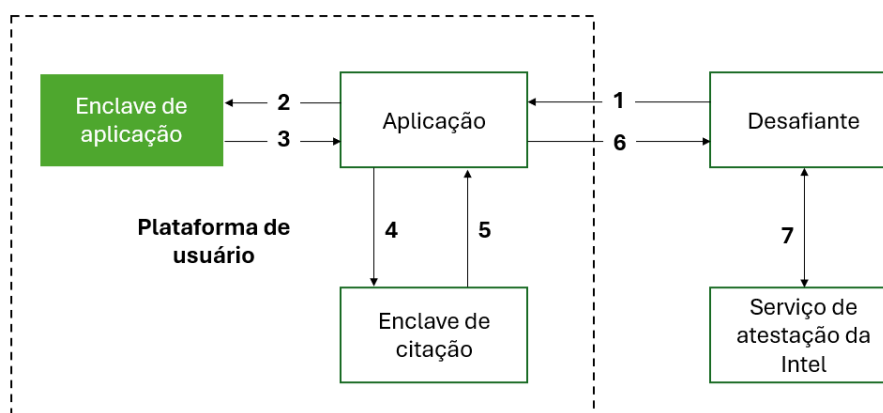 Enclave de
aplicação
2
3
Aplicação
1
6
Desafiante
Plataforma de
usuário
4
5
7
Enclave de
citação
Serviço de
atestação da
Intel